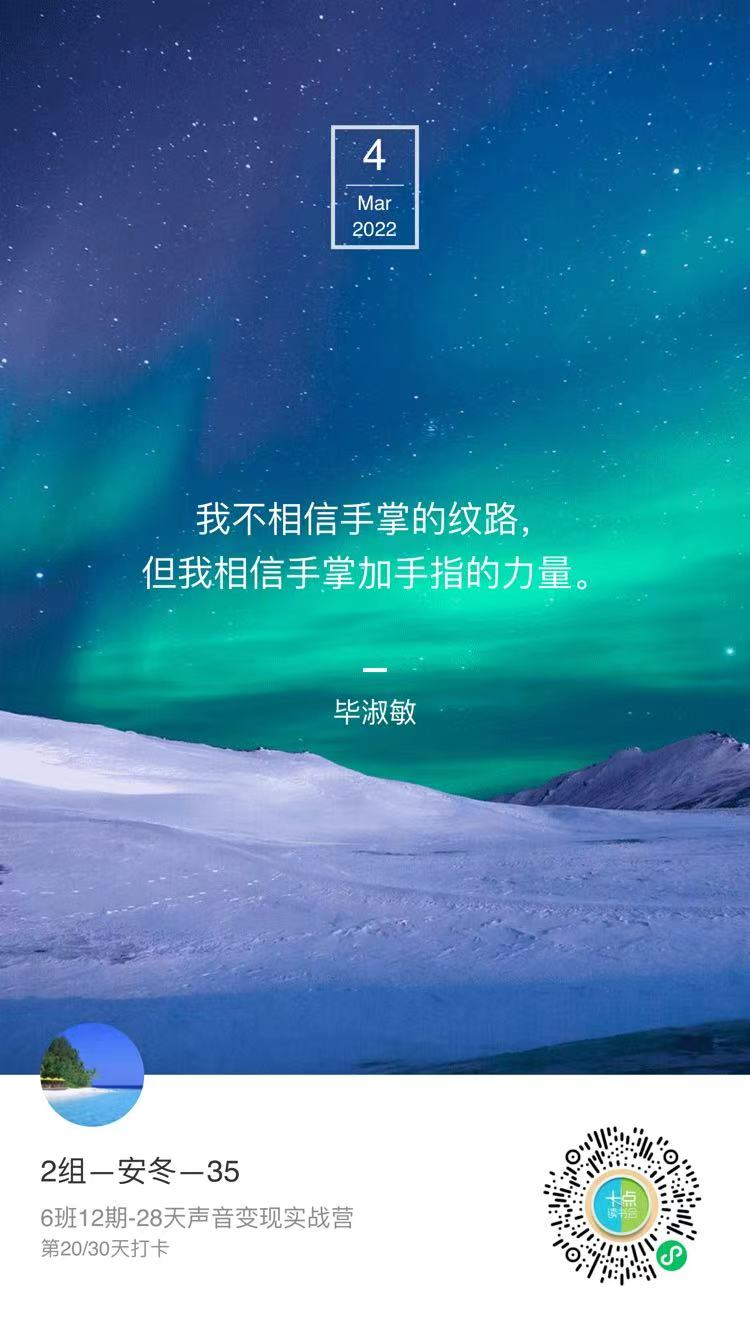 4
Mar
2022
我不相信手掌的纹路，
但我相信手掌加手指的力量。
毕淑敏
2组—安冬—35
6班12期-28天声音变现实战营
第20/30天打卡
十点
读书会